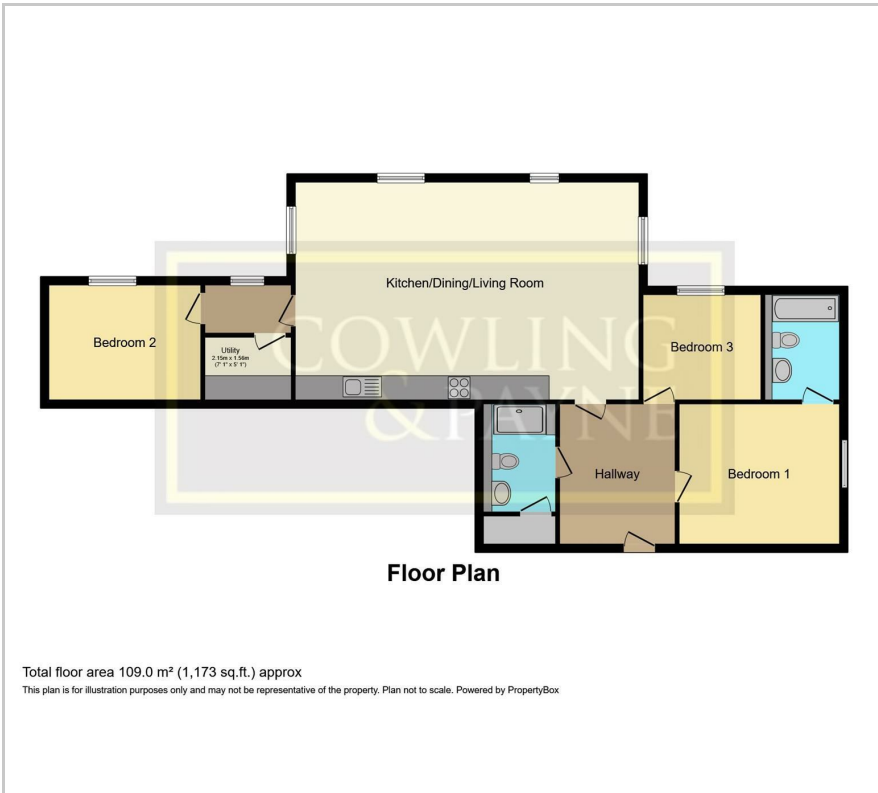 Kitchen/Dining/Living Room
Bedroom 2
Utility
2.15m x 1.56m
(7' 1" x 5' 1")
Bedroom 3
COWLING
& PAYNE
Hallway
Bedroom 1
Floor Plan
Total floor area 109.0 m² (1,173 sq.ft.) approx
This plan is for illustration purposes only and may not be representative of the property. Plan not to scale. Powered by PropertyBox